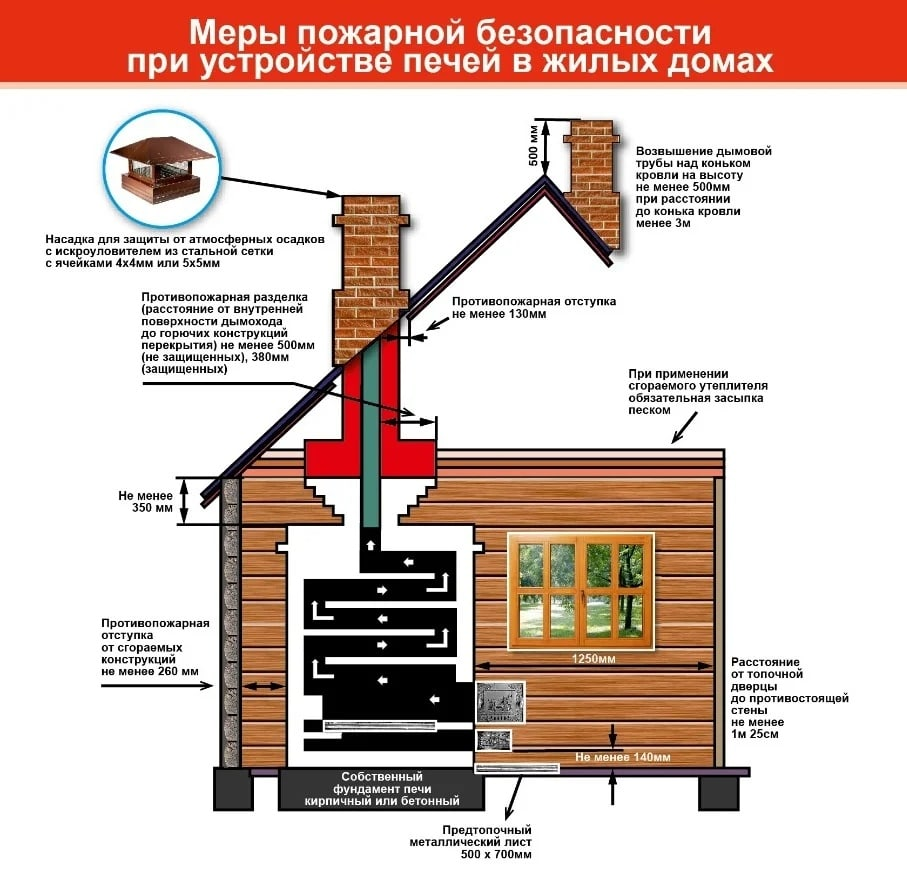 Меры пожарной безопасности
при устройстве печей в жилых домах
500 мм
Возвышение дымовой
трубы над коньком
кровли на высоту
не менее 500мм
при расстоянии
до конька кровли
менее 3м
Насадка для защиты от атмосферных осадков
с искроуловителем из стальной сетки
с ячейками 4х4мм или 5х5мм
Противопожарная разделка
(расстояние от внутренней
поверхности дымохода
до горючих конструкций
перекрытия) не менее 500мм
(не защищенных), 380мм
(защищенных)
Противопожарная отступка
не менее 130мм
При применении
сгораемого утеплителя
обязательная засыпка
песком
Не менее
350 мм
Противопожарная
отступка
от сгораемых
конструкций
не менее 260 мм
1250мм
Расстояние
от топочной
дверцы
до противостоящей
стены
не менее
1м 25см
Не менее 140мм
Собственный
фундамент печи
кирпичный или бетонный
Предтопочный
металлический лист
500 х 700мм